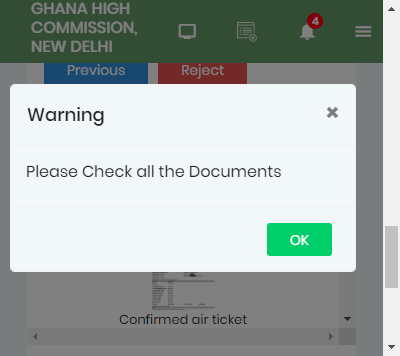 GHANA HIGH
COMMISSION,
NEW DELHI
4
Previous
Reject
Warning
Please Check all the Documents
OK
Confirmed air ticket